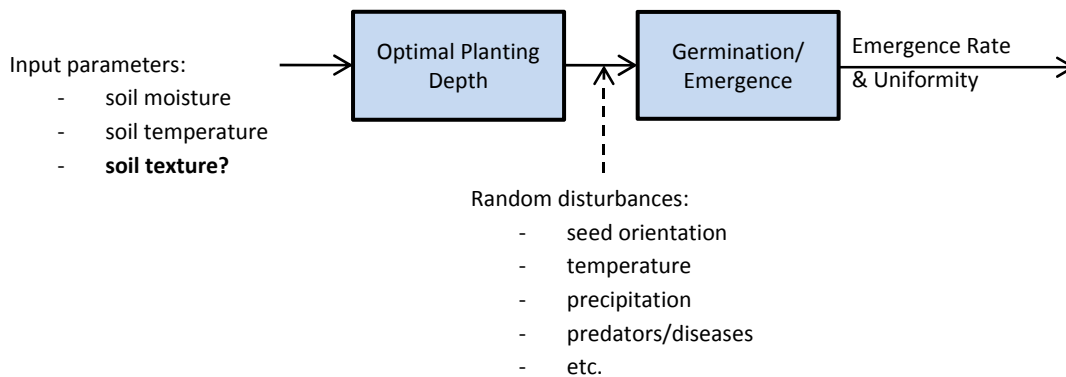 Input parameters:
- soil moisture
- soil temperature
- soil texture?
Optimal Planting
Depth
Germination/
Emergence
Emergence Rate
& Uniformity
Random disturbances:
- seed orientation
- temperature
- precipitation
- predators/diseases
- etc.